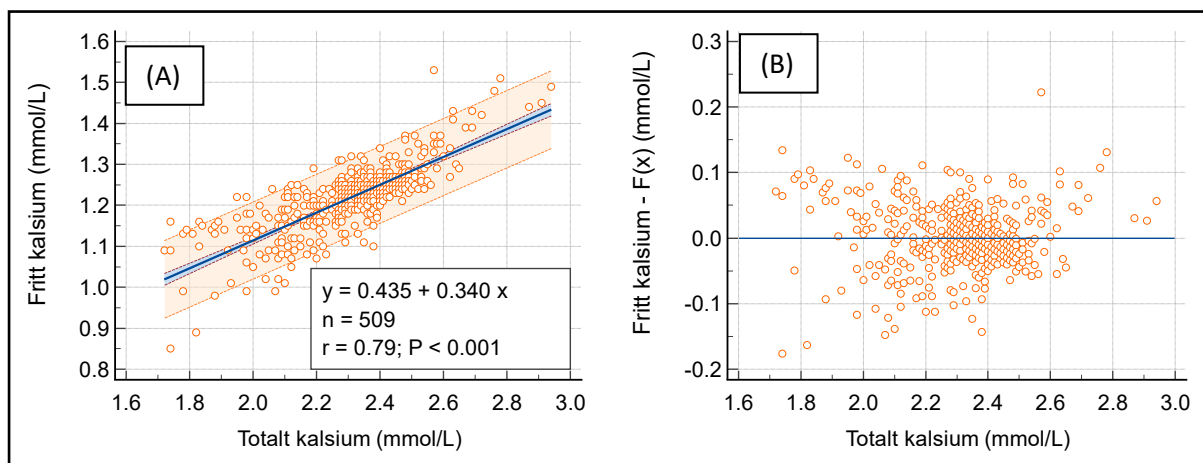 (A)
Fritt kalsium (mmol/L)
1.6
1.5
1.4
1.3
1.2
1.1
1.0
0.9
0.8
y = 0.435 + 0.340 x
n = 509
r = 0.79; P < 0.001
1.6 1.8 2.0 2.2 2.4 2.6 2.8 3.0
Totalt kalsium (mmol/L)
(B)
Fritt kalsium - F(x) (mmol/L)
0.3
0.2
0.1
0.0
-0.1
-0.2
1.6 1.8 2.0 2.2 2.4 2.6 2.8 3.0
Totalt kalsium (mmol/L)